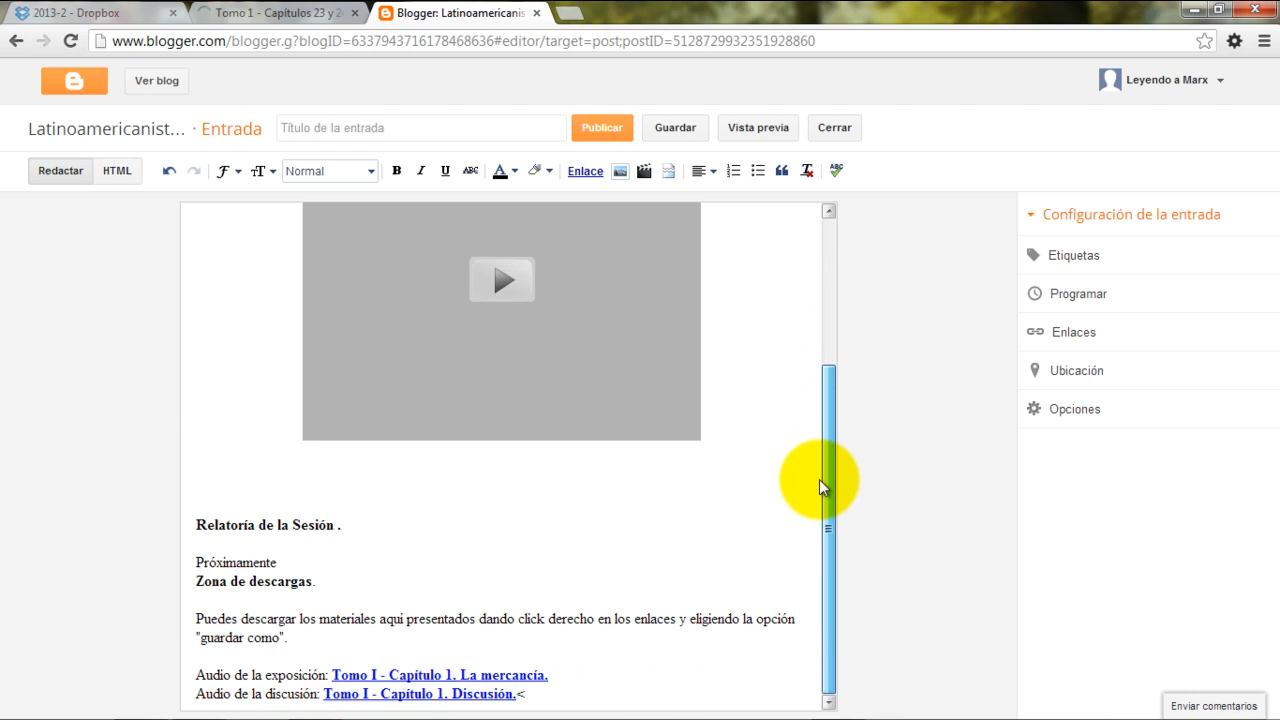 2013-2 - Dropbox
Tomo 1 - Capítulos 23 y 2
Blogger: Latinoamericanis
www.blogger.com/blogger.g?blogID=6337943716178468636#editor/target=post;postID=5128729932351928860
Ver blog
Leyendo a Marx
Latinoamericanist... · Entrada
Título de la entrada
Publicar
Guardar
Vista previa
Cerrar
Redactar
HTML
Normal
B I U ABC A
Enlace
ABC
Configuración de la entrada
Etiquetas
Programar
Enlaces
Ubicación
Opciones
Relatoría de la Sesión .
Próximamente
Zona de descargas.
Puedes descargar los materiales aqui presentados dando click derecho en los enlaces y eligiendo la opción
"guardar como".
Audio de la exposición: Tomo I - Capítulo 1. La mercancía.
Audio de la discusión: Tomo I - Capítulo 1. Discusión.<
Enviar comentarios